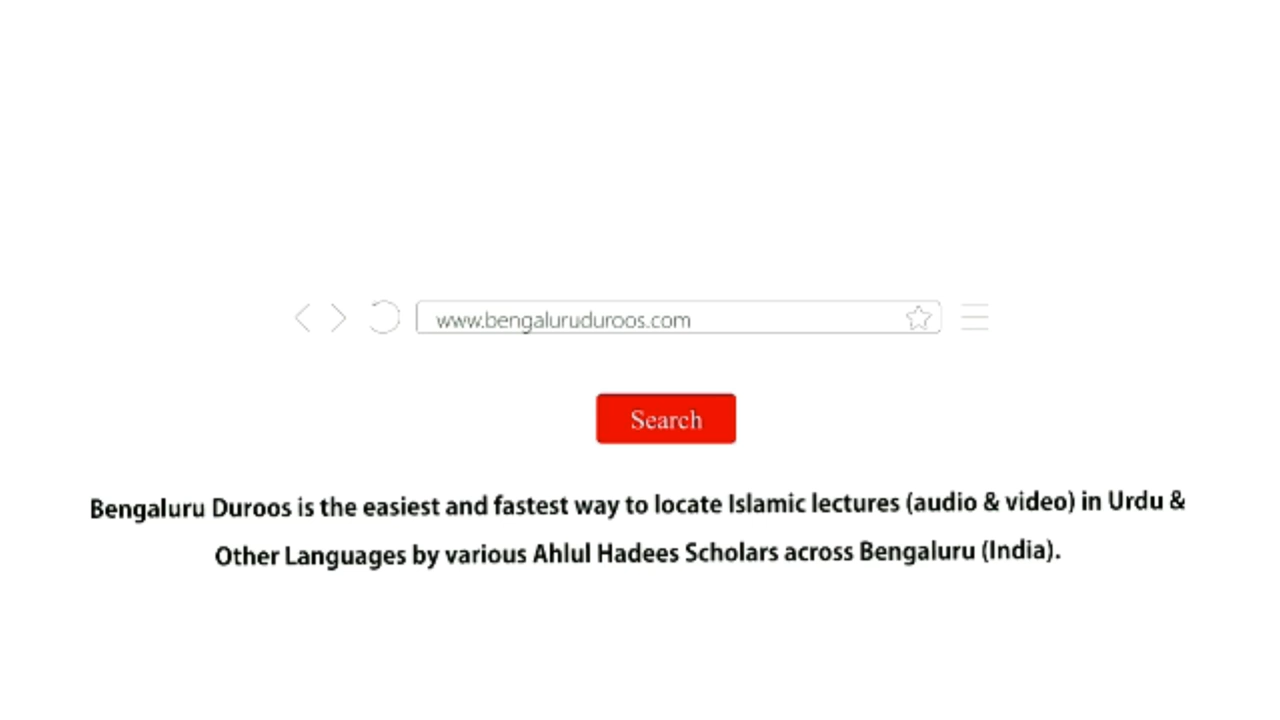 www.bengaluruduroos.com
Search
Bengaluru Duroos is the easiest and fastest way to locate Islamic lectures (audio & video) in Urdu &
Other Languages by various Ahlul Hadees Scholars across Bengaluru (India).